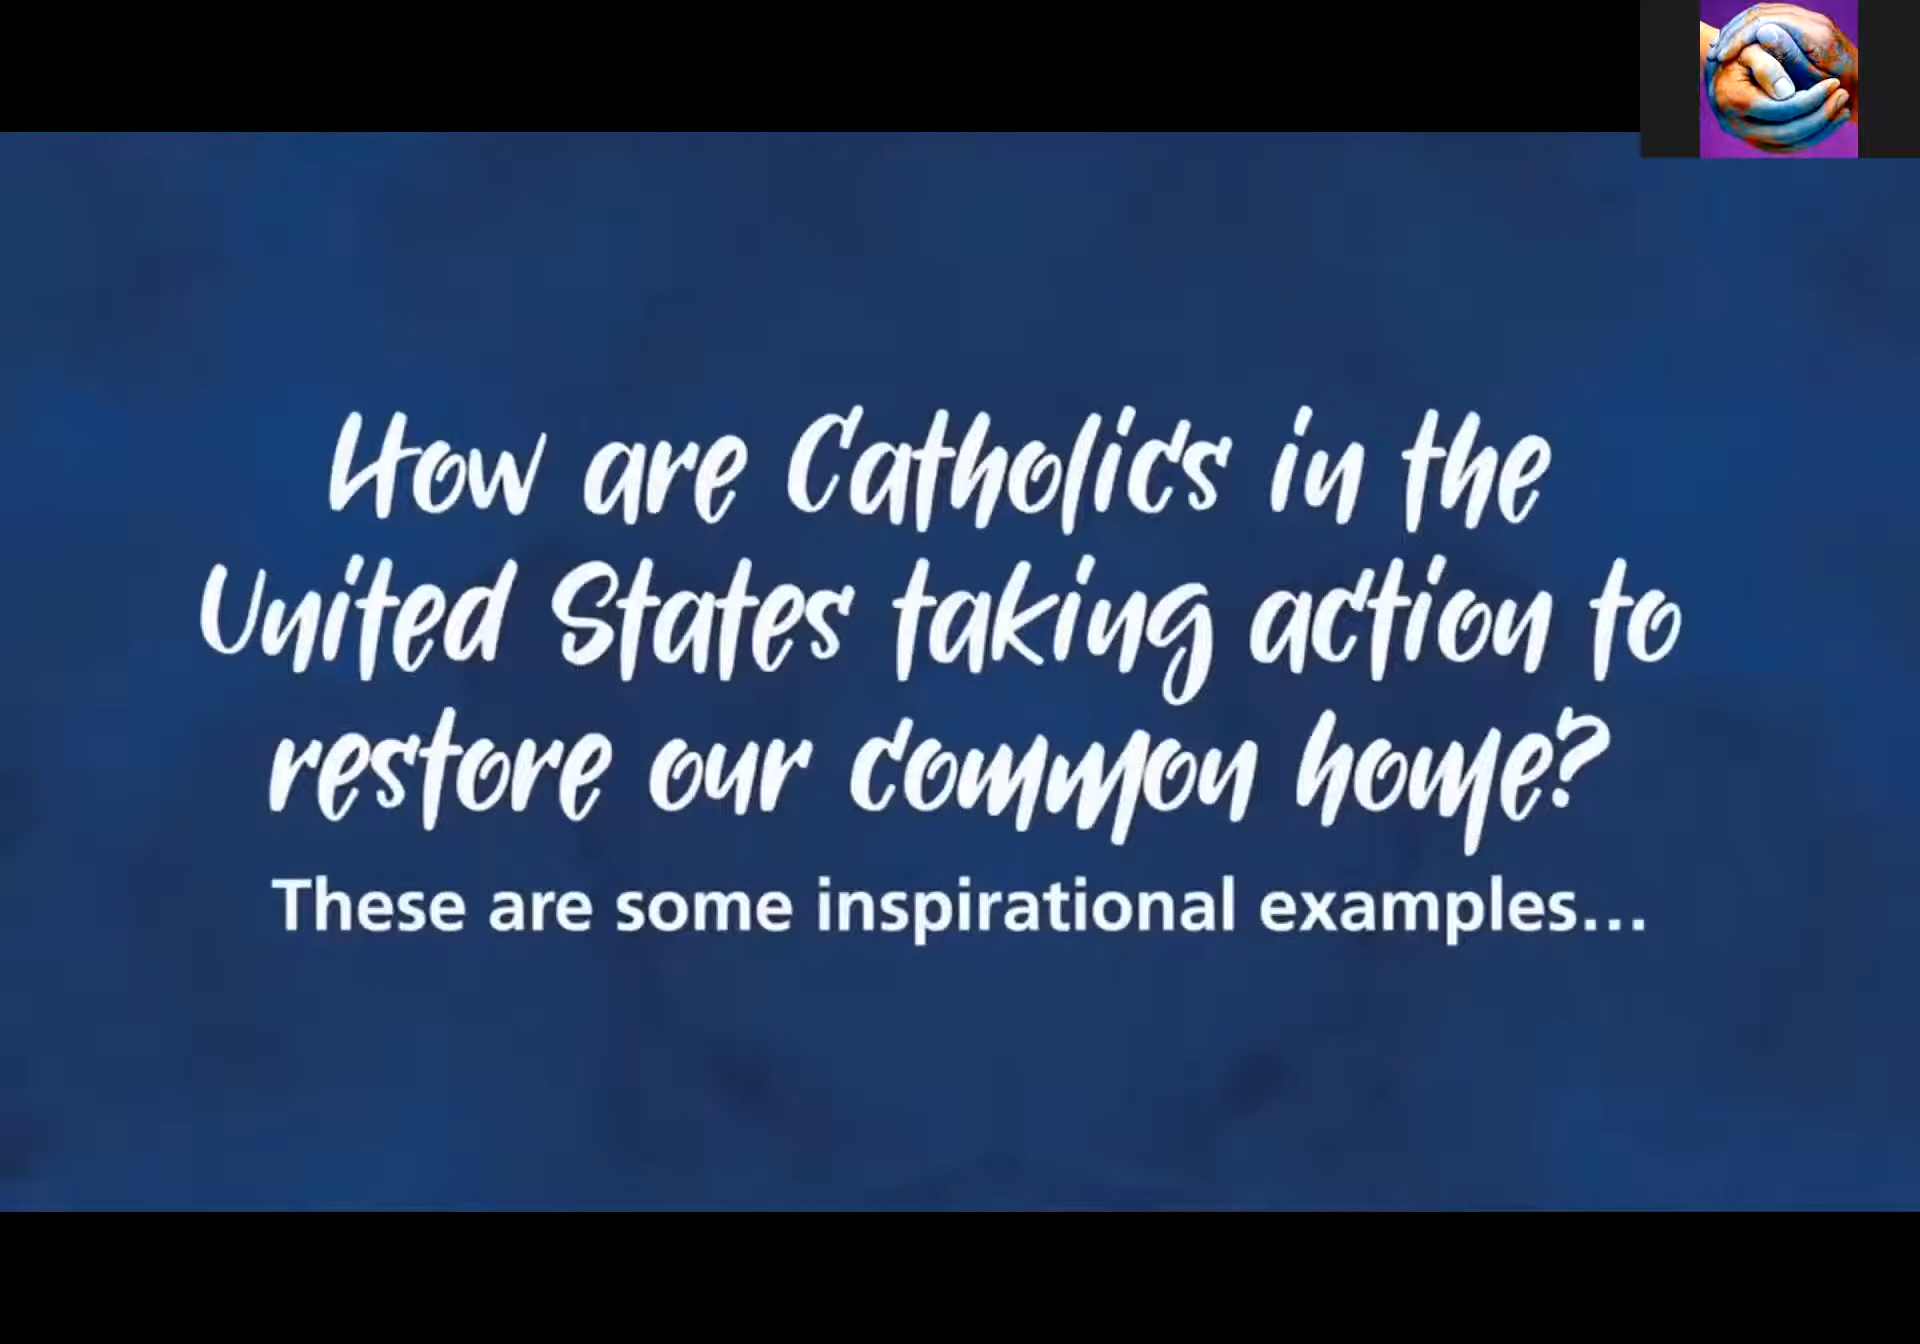 How are Catholics in the
United States taking action to
restore our common home?
These are some inspirational examples...